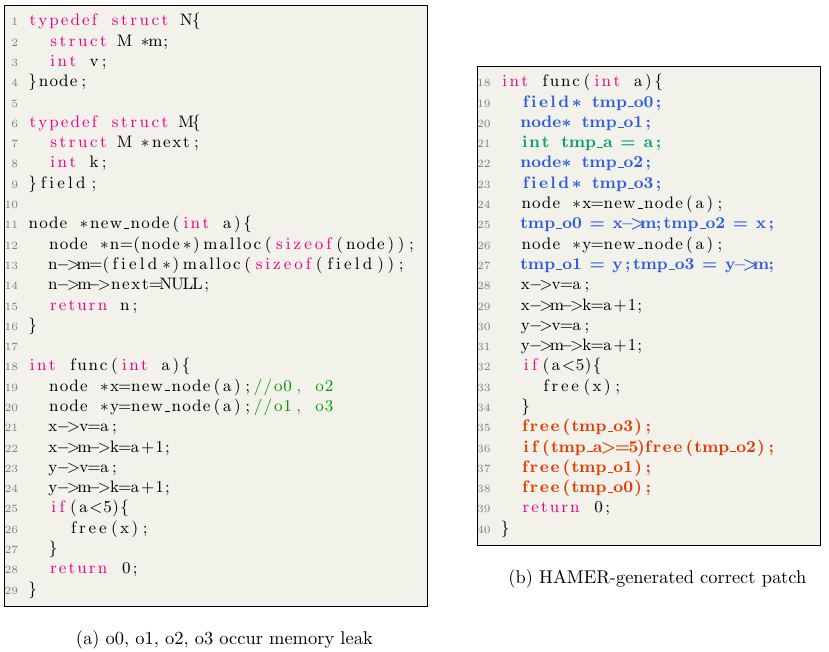 1 typedef struct N{
2 struct M *m;
3 int v;
4 }node;
5
6 typedef struct M{
7 struct M *next;
8 int k;
9 }field;
10
11 node *new_node(int a){
12 node *n=(node*)malloc(sizeof(node));
13 n->m=(field*)malloc(sizeof(field));
14 n->m->next=NULL;
15 return n;
16 }
17
18 int func(int a){
19 node *x=new_node(a);//o0, o2
20 node *y=new_node(a);//o1, o3
21 x->v=a;
22 x->m->k=a+1;
23 y->v=a;
24 y->m->k=a+1;
25 if(a<5){
26 free(x);
27 }
28 return 0;
29 }
(a) o0, o1, o2, o3 occur memory leak
18 int func(int a){
19 field* tmp_o0;
20 node* tmp_o1;
21 int tmp_a = a;
22 node* tmp_o2;
23 field* tmp_o3;
24 node *x=new_node(a);
25 tmp_o0 = x->m;tmp_o2 = x;
26 node *y=new_node(a);
27 tmp_o1 = y;tmp_o3 = y->m;
28 x->v=a;
29 x->m->k=a+1;
30 y->v=a;
31 y->m->k=a+1;
32 if(a<5){
33 free(x);
34 }
35 free(tmp_o3);
36 if(tmp_a>=5)free(tmp_o2);
37 free(tmp_o1);
38 free(tmp_o0);
39 return 0;
40 }
(b) HAMER-generated correct patch